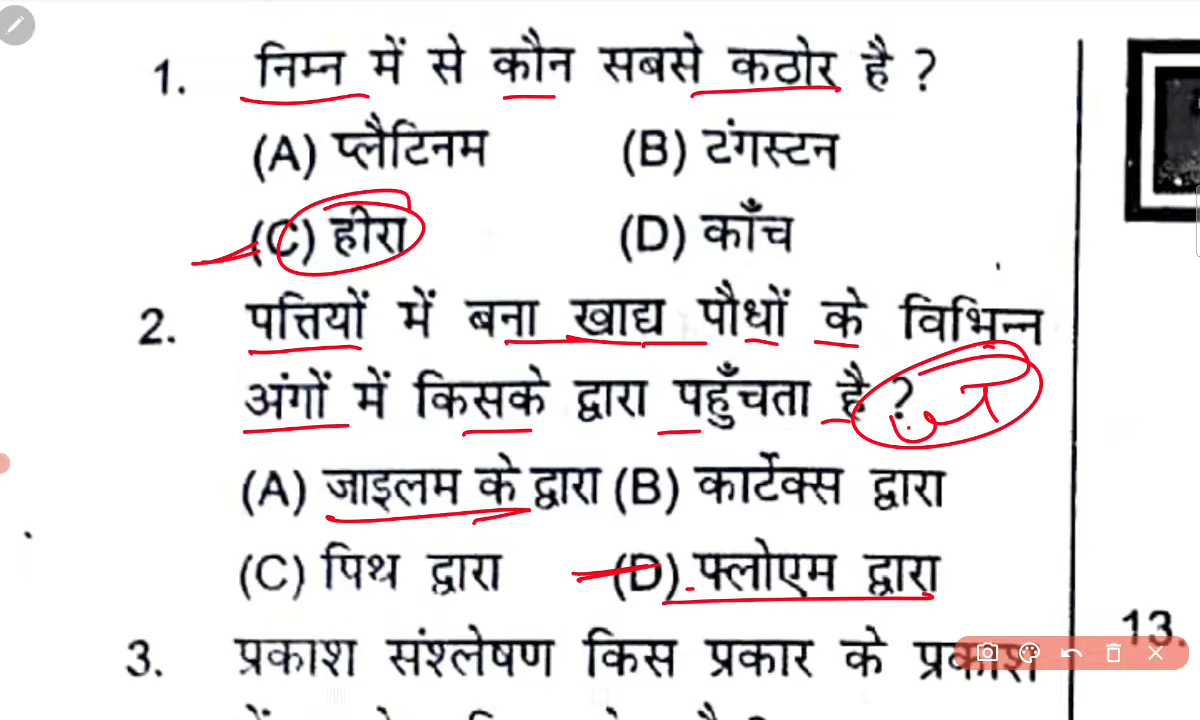 1. निम्न में से कौन सबसे कठोर है ?
(A) प्लैटिनम (B) टंगस्टन
(C) हीरा (D) काँच
2. पत्तियों में बना खाद्य पौधों के विभिन्न
अंगों में किसके द्वारा पहुँचता है ?
(A) जाइलम के द्वारा (B) कार्टेक्स द्वारा
(C) पिथ द्वारा (D) फ्लोएम द्वारा
3. प्रकाश संश्लेषण किस प्रकार के प्रकाश
13.